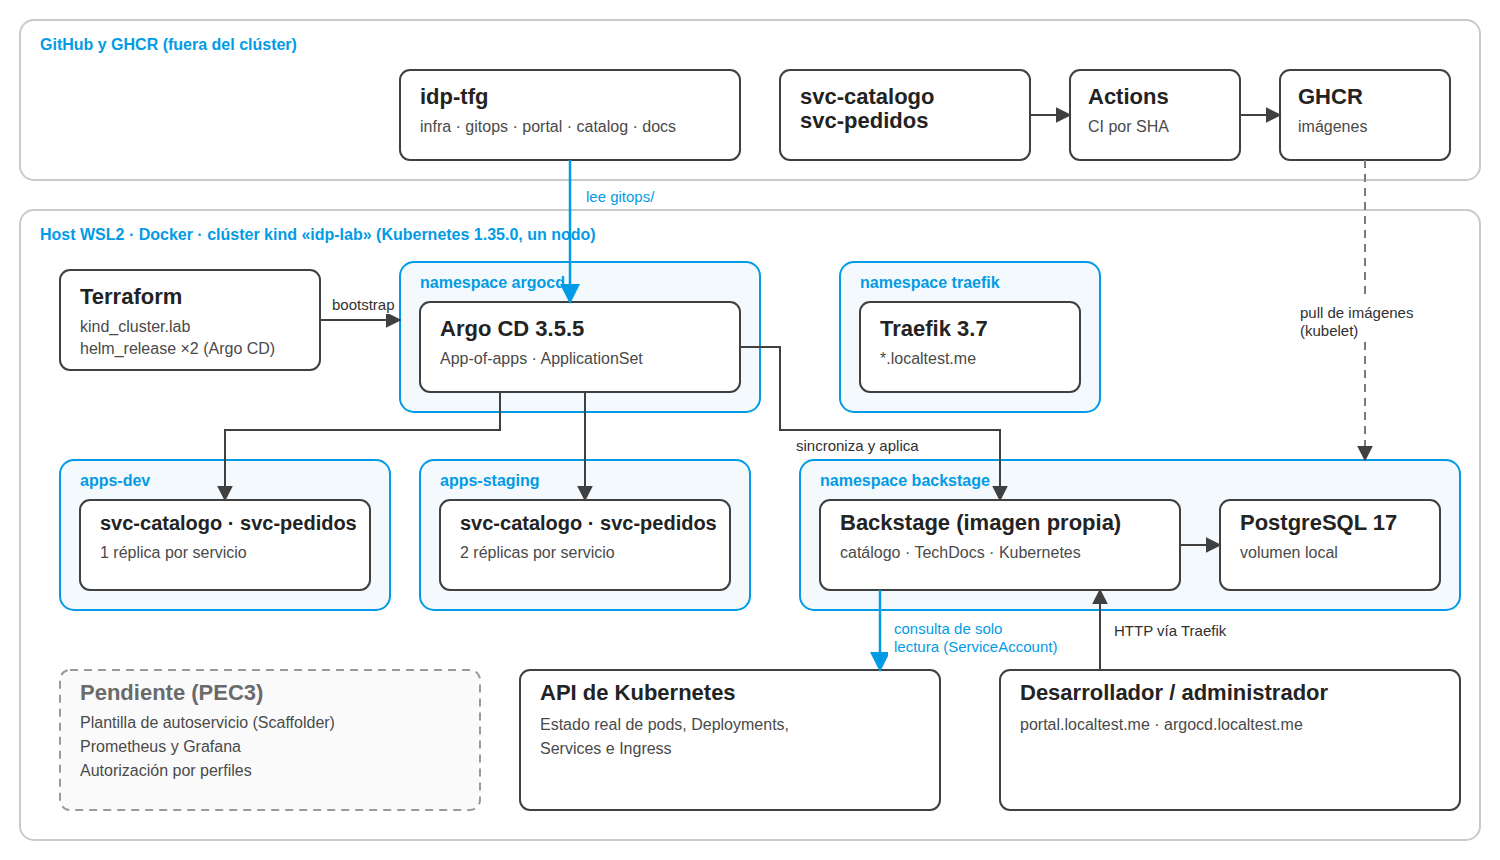 GitHub y GHCR (fuera del clúster)
idp-tfg
infra · gitops · portal · catalog · docs
svc-catalogo
svc-pedidos
Actions
CI por SHA
GHCR
imágenes
lee gitops/
Host WSL2 · Docker · clúster kind «idp-lab» (Kubernetes 1.35.0, un nodo)
Terraform
kind_cluster.lab
helm_release ×2 (Argo CD)
bootstrap
namespace argocd
Argo CD 3.5.5
App-of-apps · ApplicationSet
namespace traefik
Traefik 3.7
*.localtest.me
pull de imágenes
(kubelet)
sincroniza y aplica
apps-dev
svc-catalogo · svc-pedidos
1 réplica por servicio
apps-staging
svc-catalogo · svc-pedidos
2 réplicas por servicio
namespace backstage
Backstage (imagen propia)
catálogo · TechDocs · Kubernetes
PostgreSQL 17
volumen local
consulta de solo
lectura (ServiceAccount)
HTTP vía Traefik
Pendiente (PEC3)
Plantilla de autoservicio (Scaffolder)
Prometheus y Grafana
Autorización por perfiles
API de Kubernetes
Estado real de pods, Deployments,
Services e Ingress
Desarrollador / administrador
portal.localtest.me · argocd.localtest.me